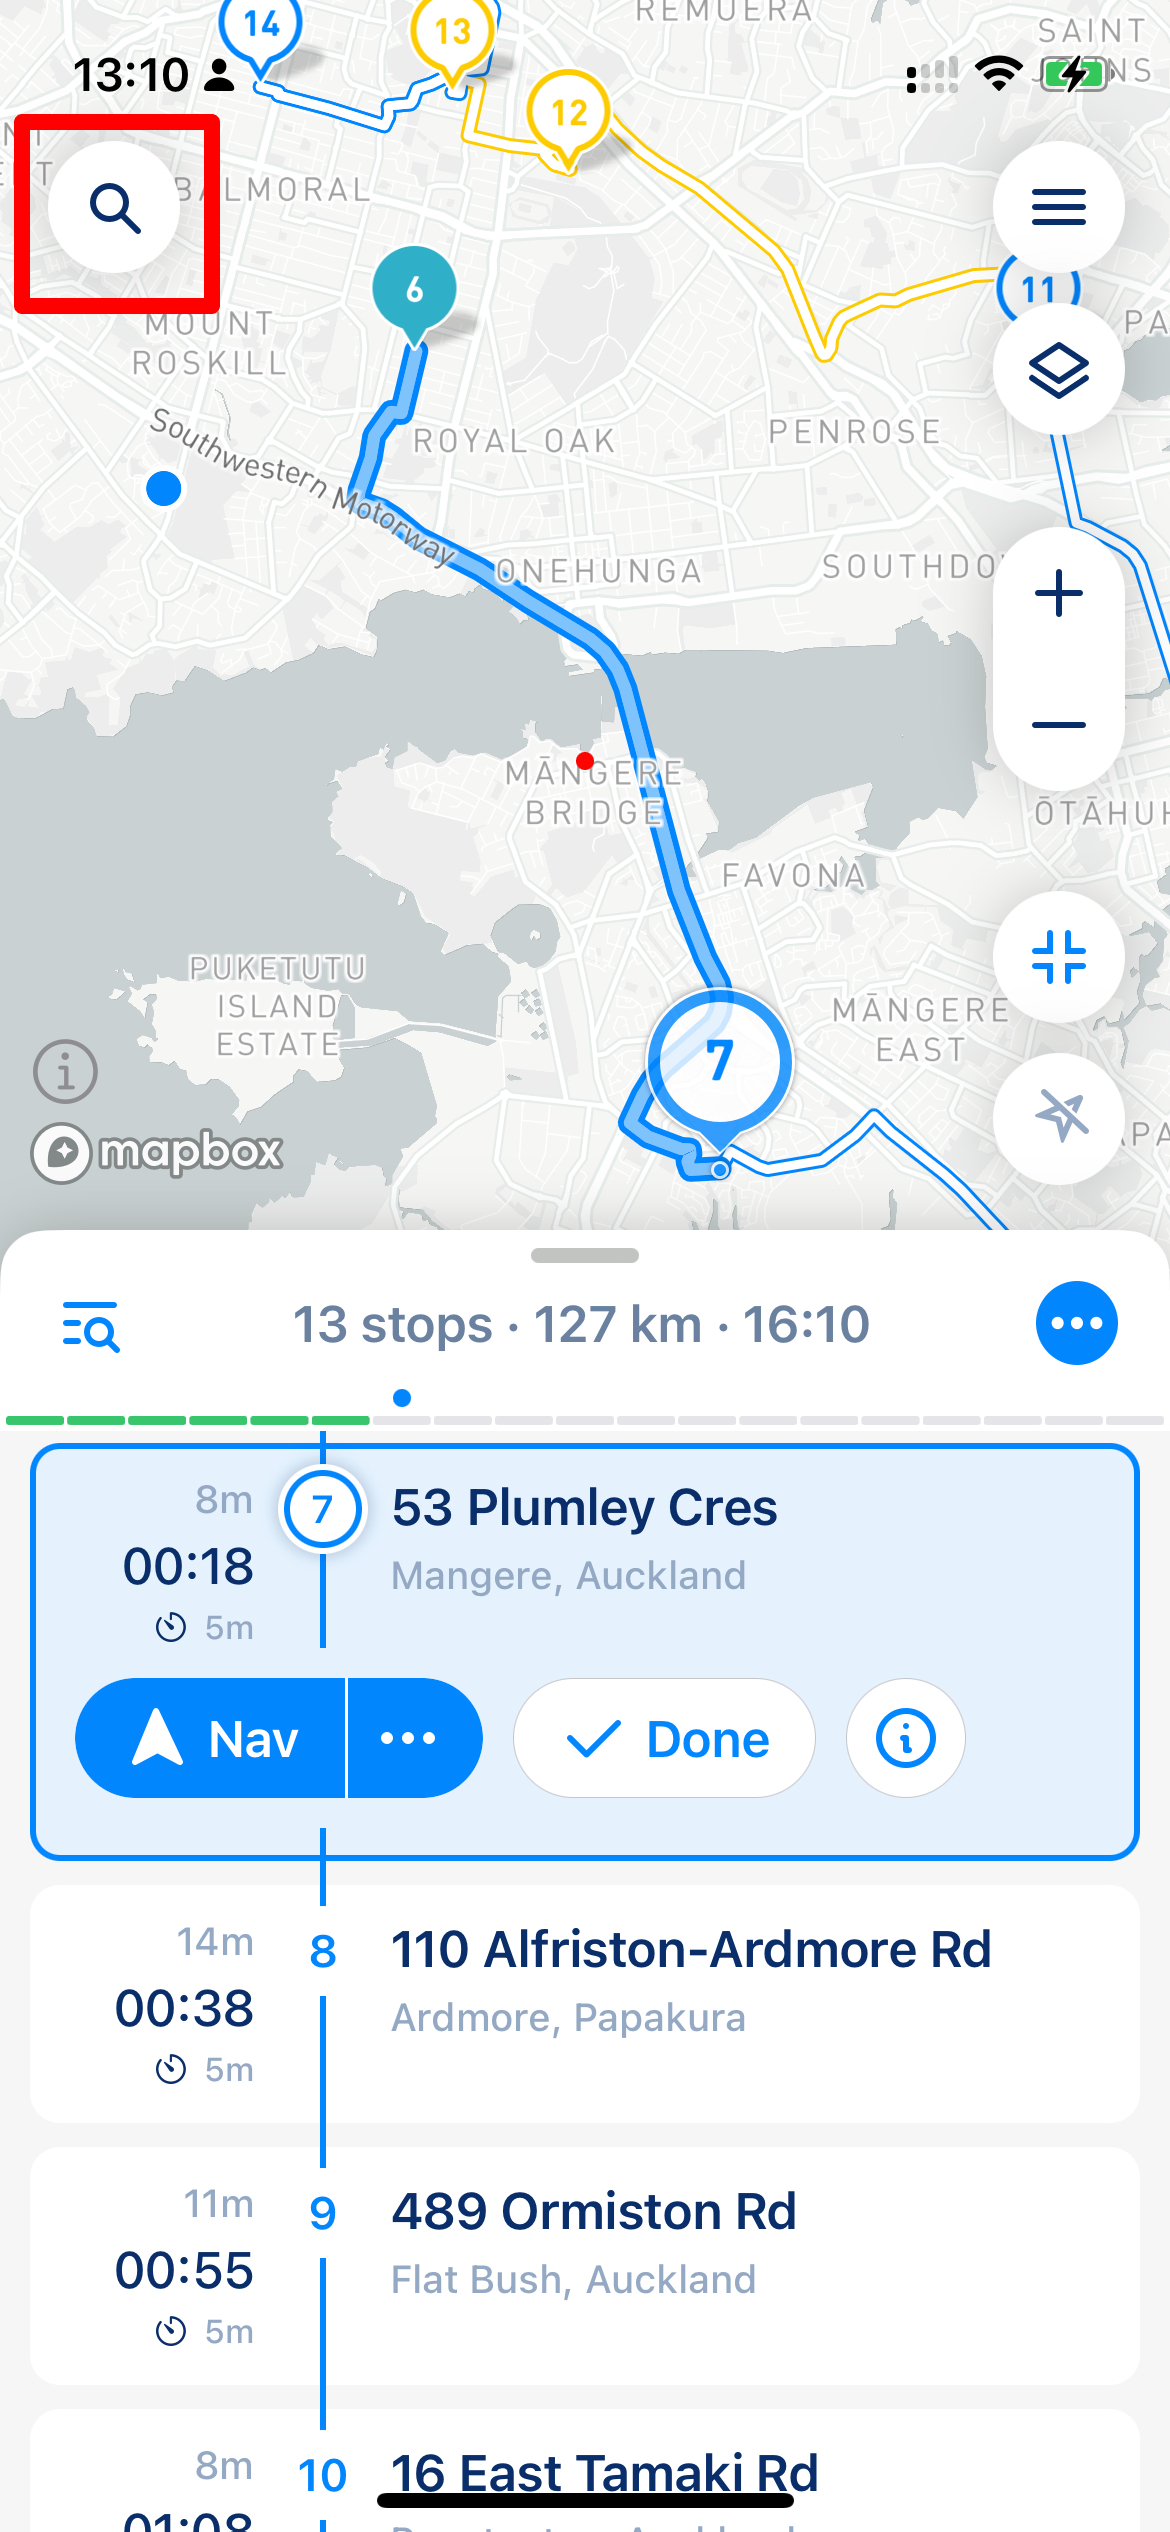 14
13
REMUERA
SAINT
JOHNS
13:10
12
BALMORAL
6
11
MOUNT
ROSKILL
PA
Southwestern Motorway
ROYAL OAK
PENROSE
ONEHUNGA
SOUTHDO
MĀNGERE
BRIDGE
ŌTĀHUH
FAVONA
PUKETUTU
ISLAND
ESTATE
MĀNGERE
EAST
7
mapbox
APA
13 stops · 127 km · 16:10
8m
7
53 Plumley Cres
00:18
Mangere, Auckland
5m
Nav
Done
14m
8
110 Alfriston-Ardmore Rd
00:38
Ardmore, Papakura
5m
11m
9
489 Ormiston Rd
00:55
Flat Bush, Auckland
5m
8m
10
16 East Tamaki Rd
01:08